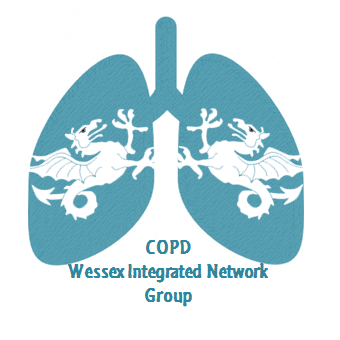 COPD
Wessex Integrated Network
Group